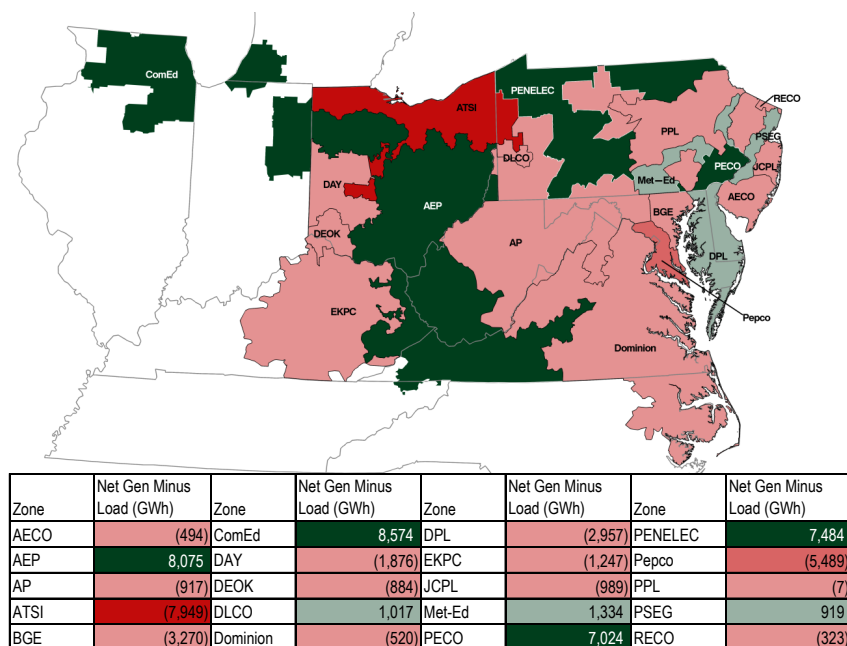 ComEd
PENELEC
RECO
ATSI
PPL
PSEG
DLCO
PECO
JCPL
DAY
Met–Ed
AEP
AECO
BGE
DEOK
AP
DPL
EKPC
Pepco
Dominion
Zone Net Gen Minus Load (GWh) Zone Net Gen Minus Load (GWh) Zone Net Gen Minus Load (GWh) Zone Net Gen Minus Load (GWh)
AECO (494) ComEd 8,574 DPL (2,957) PENELEC 7,484
AEP 8,075 DAY (1,876) EKPC (1,247) Pepco (5,489)
AP (917) DEOK (884) JCPL (989) PPL (7)
ATSI (7,949) DLCO 1,017 Met-Ed 1,334 PSEG 919
BGE (3,270) Dominion (520) PECO 7,024 RECO (323)